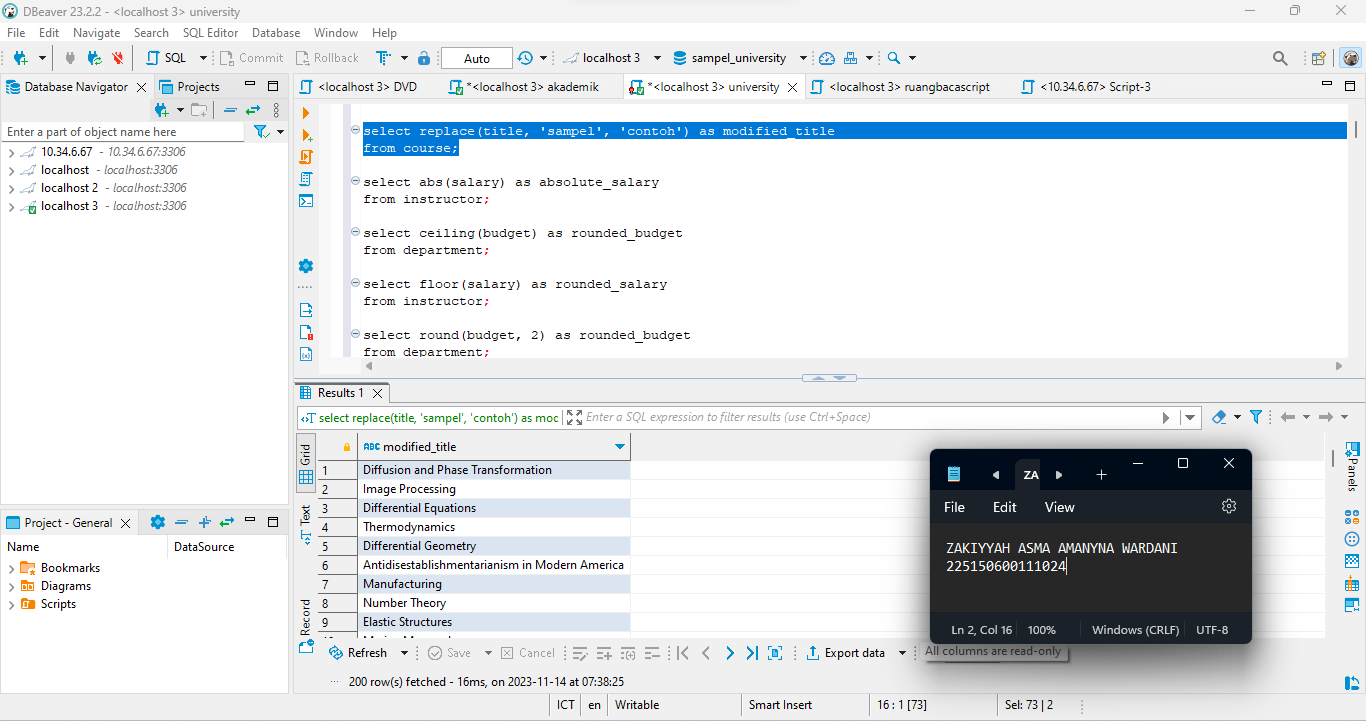 DBeaver 23.2.2 - <localhost 3> university
File Edit Navigate Search SQL Editor Database Window Help
SQL Commit Rollback Auto localhost 3 sampel_university
Database Navigator Projects
<localhost 3> DVD *<localhost 3> akademik *<localhost 3> university <localhost 3> ruangbacascript <10.34.6.67> Script-3
Enter a part of object name here
10.34.6.67 - 10.34.6.67:3306
localhost - localhost:3306
localhost 2 - localhost:3306
localhost 3 - localhost:3306
select replace(title, 'sampel', 'contoh') as modified_title
from course;
select abs(salary) as absolute_salary
from instructor;
select ceiling(budget) as rounded_budget
from department;
select floor(salary) as rounded_salary
from instructor;
select round(budget, 2) as rounded_budget
from department;
Project - General
Name DataSource
Bookmarks
Diagrams
Scripts
Results 1
select replace(title, 'sampel', 'contoh') as moc Enter a SQL expression to filter results (use Ctrl+Space)
Grid
Text
Record
ABC modified_title
1 Diffusion and Phase Transformation
2 Image Processing
3 Differential Equations
4 Thermodynamics
5 Differential Geometry
6 Antidisestablishmentarianism in Modern America
7 Manufacturing
8 Number Theory
9 Elastic Structures
Panels
ZA
File Edit View
ZAKIYYAH ASMA AMANYNA WARDANI
225150600111024
Ln 2, Col 16 100% Windows (CRLF) UTF-8
Refresh Save Cancel Export data
All columns are read-only
200 row(s) fetched - 16ms, on 2023-11-14 at 07:38:25
ICT en Writable Smart Insert 16 : 1 [73] Sel: 73 | 2